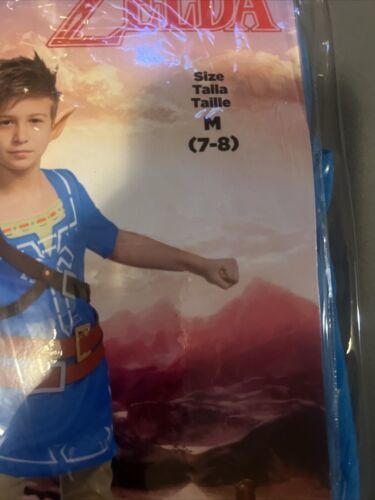 ZELDA
Size
Talla
Taille
M
(7-8)